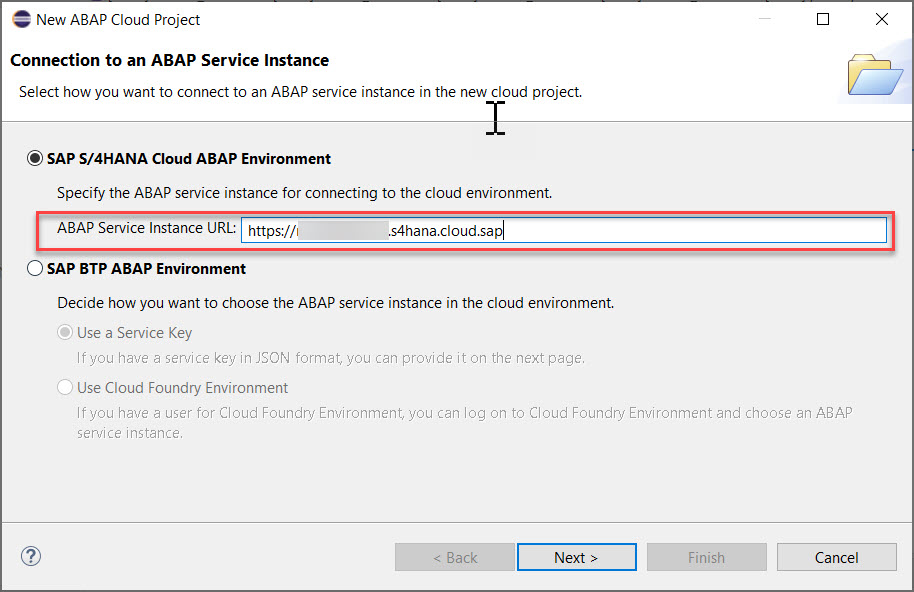 New ABAP Cloud Project
Connection to an ABAP Service Instance
Select how you want to connect to an ABAP service instance in the new cloud project.
SAP S/4HANA Cloud ABAP Environment
Specify the ABAP service instance for connecting to the cloud environment.
ABAP Service Instance URL: https:// .s4hana.cloud.sap
SAP BTP ABAP Environment
Decide how you want to choose the ABAP service instance in the cloud environment.
Use a Service Key
If you have a service key in JSON format, you can provide it on the next page.
Use Cloud Foundry Environment
If you have a user for Cloud Foundry Environment, you can log on to Cloud Foundry Environment and choose an ABAP
service instance.
? < Back Next > Finish Cancel